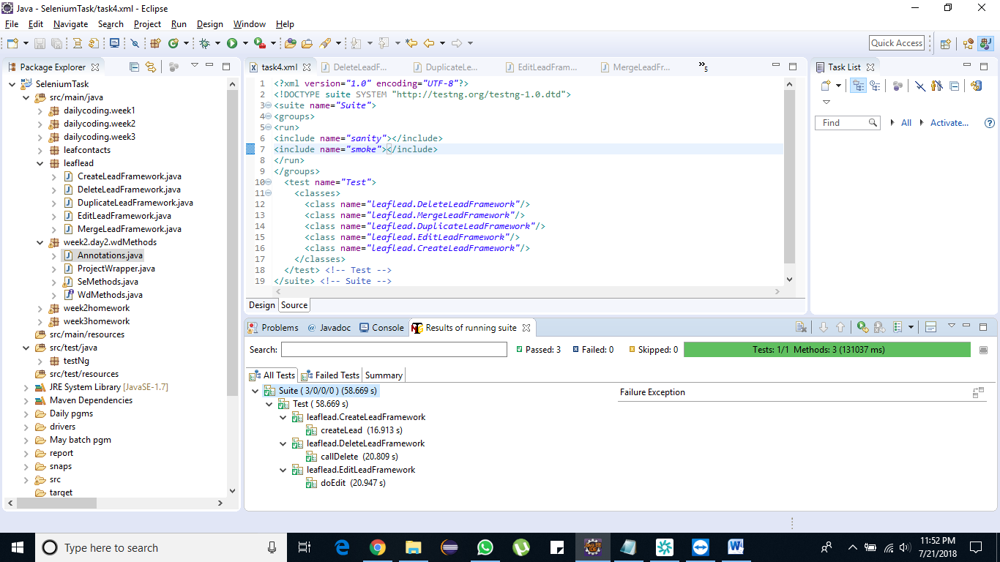 Java - SeleniumTask/task4.xml - Eclipse
File Edit Navigate Search Project Run Design Window Help
Quick Access
Package Explorer
SeleniumTask
src/main/java
dailycoding.week1
dailycoding.week2
dailycoding.week3
leafcontacts
leaflead
CreateLeadFramework.java
DeleteLeadFramework.java
DuplicateLeadFramework.java
EditLeadFramework.java
MergeLeadFramework.java
week2.day2.wdMethods
Annotations.java
ProjectWrapper.java
SeMethods.java
WdMethods.java
week2homework
week3homework
src/main/resources
src/test/java
testNg
src/test/resources
JRE System Library [JavaSE-1.7]
Maven Dependencies
Daily pgms
drivers
May batch pgm
report
snaps
src
target
task4.xml DeleteLeadF... DuplicateLe... EditLeadFram... MergeLeadFr... »5
1 <?xml version="1.0" encoding="UTF-8"?>
2 <!DOCTYPE suite SYSTEM "http://testng.org/testng-1.0.dtd">
3 <suite name="Suite">
4 <groups>
5 <run>
6 <include name="sanity"></include>
7 <include name="smoke"></include>
8 </run>
9 </groups>
10 <test name="Test">
11 <classes>
12 <class name="leaflead.DeleteLeadFramework"/>
13 <class name="leaflead.MergeLeadFramework"/>
14 <class name="leaflead.DuplicateLeadFramework"/>
15 <class name="leaflead.EditLeadFramework"/>
16 <class name="leaflead.CreateLeadFramework"/>
17 </classes>
18 </test> <!-- Test -->
19 </suite> <!-- Suite -->
Design Source
Task List
Find All Activate...
Problems @ Javadoc Console Results of running suite
Search: Passed: 3 Failed: 0 Skipped: 0 Tests: 1/1 Methods: 3 (131037 ms)
All Tests Failed Tests Summary
Suite ( 3/0/0/0 ) (58.669 s)
Test ( 58.669 s)
leaflead.CreateLeadFramework
createLead (16.913 s)
leaflead.DeleteLeadFramework
callDelete (20.809 s)
leaflead.EditLeadFramework
doEdit (20.947 s)
Failure Exception
Type here to search
11:52 PM
7/21/2018